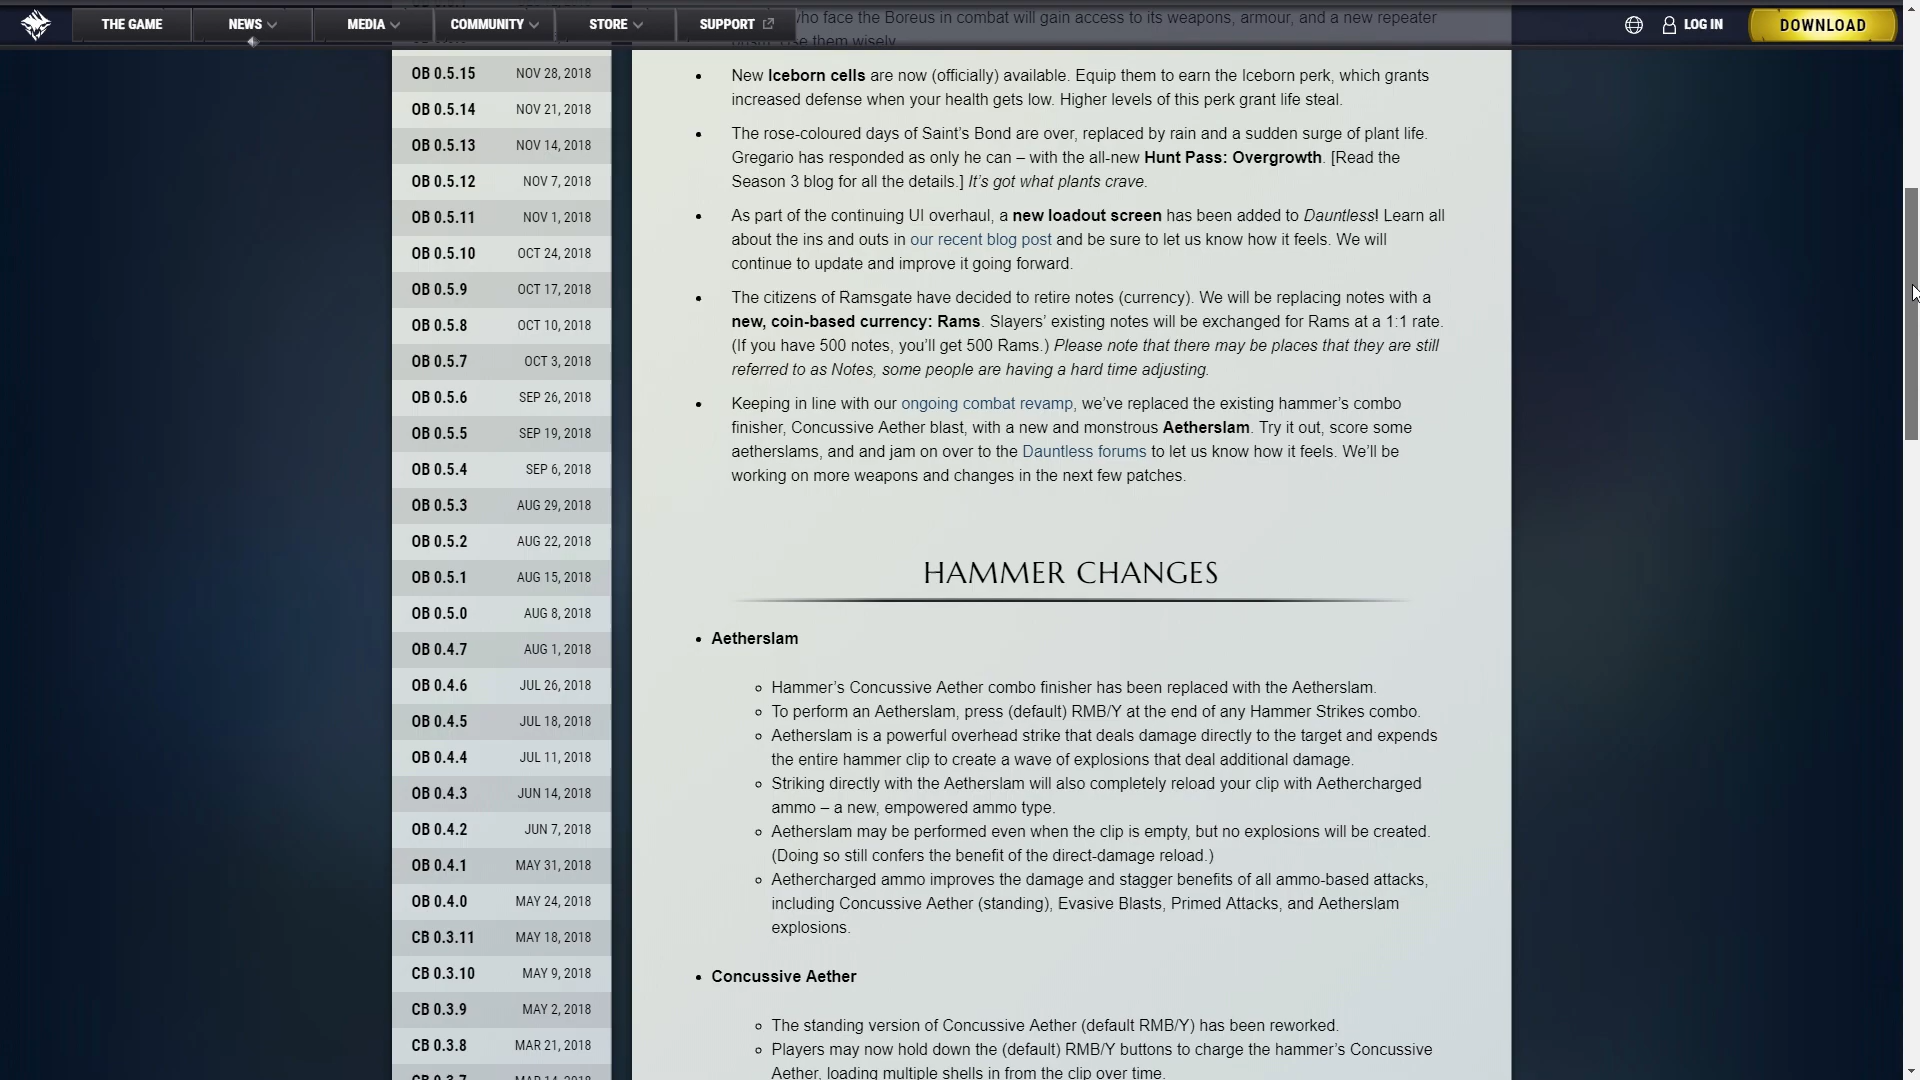 THE GAME
NEWS
MEDIA
COMMUNITY
STORE
SUPPORT
LOG IN
DOWNLOAD
OB 0.5.15 NOV 28, 2018
OB 0.5.14 NOV 21, 2018
OB 0.5.13 NOV 14, 2018
OB 0.5.12 NOV 7, 2018
OB 0.5.11 NOV 1, 2018
OB 0.5.10 OCT 24, 2018
OB 0.5.9 OCT 17, 2018
OB 0.5.8 OCT 10, 2018
OB 0.5.7 OCT 3, 2018
OB 0.5.6 SEP 26, 2018
OB 0.5.5 SEP 19, 2018
OB 0.5.4 SEP 6, 2018
OB 0.5.3 AUG 29, 2018
OB 0.5.2 AUG 22, 2018
OB 0.5.1 AUG 15, 2018
OB 0.5.0 AUG 8, 2018
OB 0.4.7 AUG 1, 2018
OB 0.4.6 JUL 26, 2018
OB 0.4.5 JUL 18, 2018
OB 0.4.4 JUL 11, 2018
OB 0.4.3 JUN 14, 2018
OB 0.4.2 JUN 7, 2018
OB 0.4.1 MAY 31, 2018
OB 0.4.0 MAY 24, 2018
CB 0.3.11 MAY 18, 2018
CB 0.3.10 MAY 9, 2018
CB 0.3.9 MAY 2, 2018
CB 0.3.8 MAR 21, 2018
CB 0.3.7 MAR 14, 2018
who face the Boreus in combat will gain access to its weapons, armour, and a new repeater
them wisely.
• New Iceborn cells are now (officially) available. Equip them to earn the Iceborn perk, which grants
increased defense when your health gets low. Higher levels of this perk grant life steal.
• The rose-coloured days of Saint’s Bond are over, replaced by rain and a sudden surge of plant life.
Gregario has responded as only he can – with the all-new Hunt Pass: Overgrowth. [Read the
Season 3 blog for all the details.] It’s got what plants crave.
• As part of the continuing UI overhaul, a new loadout screen has been added to Dauntless! Learn all
about the ins and outs in our recent blog post and be sure to let us know how it feels. We will
continue to update and improve it going forward.
• The citizens of Ramsgate have decided to retire notes (currency). We will be replacing notes with a
new, coin-based currency: Rams. Slayers’ existing notes will be exchanged for Rams at a 1:1 rate.
(If you have 500 notes, you’ll get 500 Rams.) Please note that there may be places that they are still
referred to as Notes, some people are having a hard time adjusting.
• Keeping in line with our ongoing combat revamp, we’ve replaced the existing hammer’s combo
finisher, Concussive Aether blast, with a new and monstrous Aetherslam. Try it out, score some
aetherslams, and and jam on over to the Dauntless forums to let us know how it feels. We’ll be
working on more weapons and changes in the next few patches.
HAMMER CHANGES
• Aetherslam
◦ Hammer’s Concussive Aether combo finisher has been replaced with the Aetherslam.
◦ To perform an Aetherslam, press (default) RMB/Y at the end of any Hammer Strikes combo.
◦ Aetherslam is a powerful overhead strike that deals damage directly to the target and expends
the entire hammer clip to create a wave of explosions that deal additional damage.
◦ Striking directly with the Aetherslam will also completely reload your clip with Aethercharged
ammo – a new, empowered ammo type.
◦ Aetherslam may be performed even when the clip is empty, but no explosions will be created.
(Doing so still confers the benefit of the direct-damage reload.)
◦ Aethercharged ammo improves the damage and stagger benefits of all ammo-based attacks,
including Concussive Aether (standing), Evasive Blasts, Primed Attacks, and Aetherslam
explosions.
• Concussive Aether
◦ The standing version of Concussive Aether (default RMB/Y) has been reworked.
◦ Players may now hold down the (default) RMB/Y buttons to charge the hammer’s Concussive
Aether, loading multiple shells in from the clip over time.